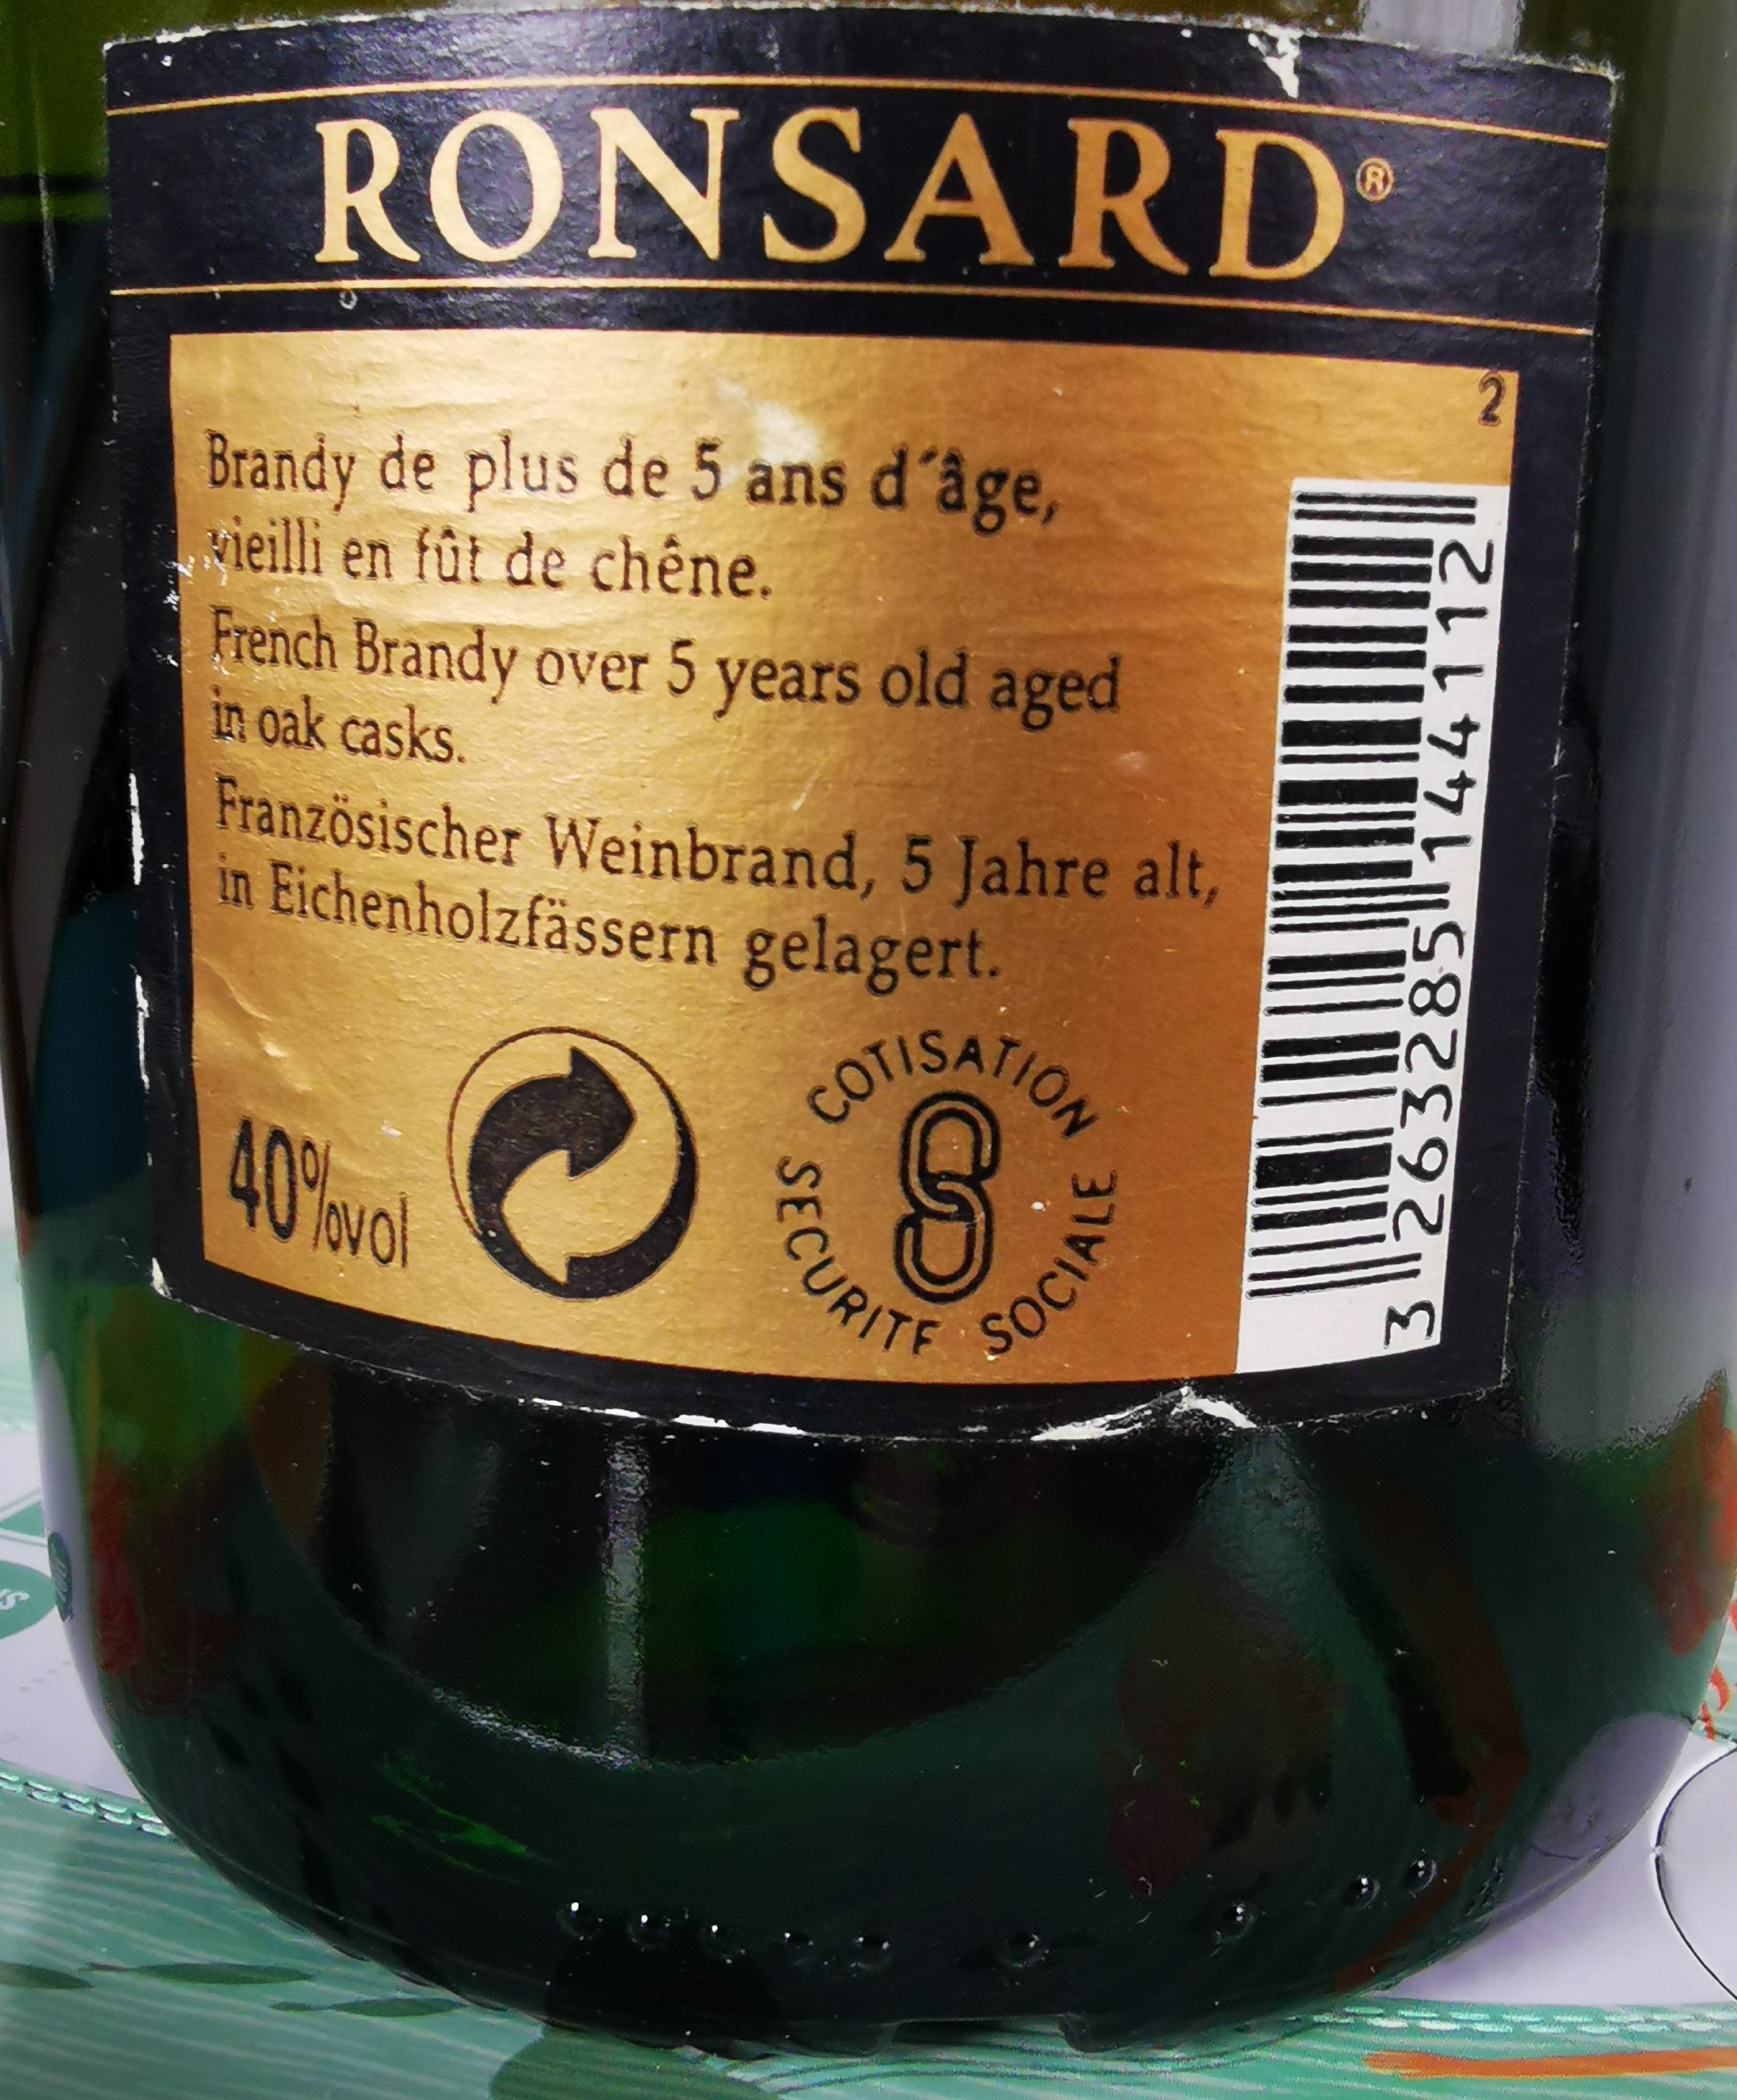 RONSARD®
2
Brandy de plus de 5 ans d´âge,
vieilli en fût de chêne.
French Brandy over 5 years old aged
in oak casks.
Französischer Weinbrand, 5 Jahre alt,
in Eichenholzfässern gelagert.
40%vol
COTISATION
SECURITE SOCIALE
3 263285 144112